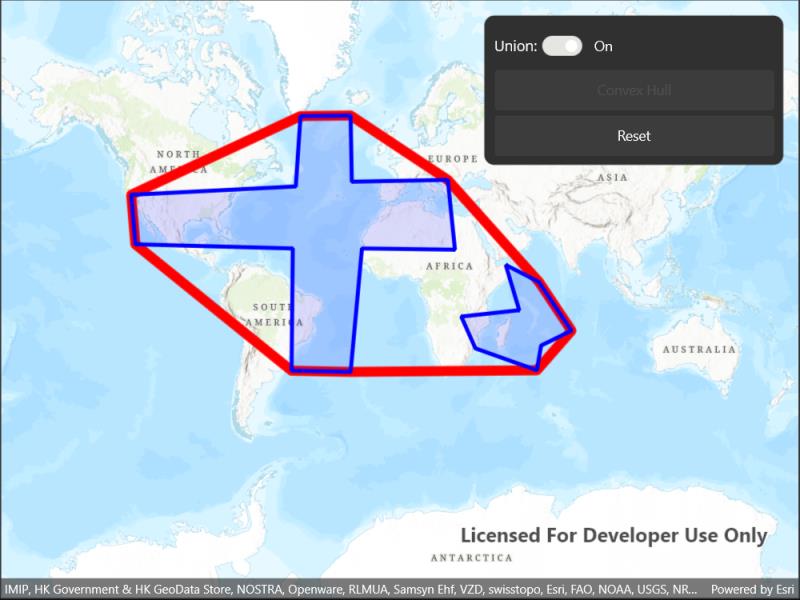 Union: On
Convex Hull
Reset
NORTH
AMERICA
EUROPE
ASIA
AFRICA
SOUTH
AMERICA
AUSTRALIA
Licensed For Developer Use Only
ANTARCTICA
IMIP, HK Government & HK GeoData Store, NOSTRA, Openware, RLMUA, Samsyn Ehf, VZD, swisstopo, Esri, FAO, NOAA, USGS, NR... Powered by Esri